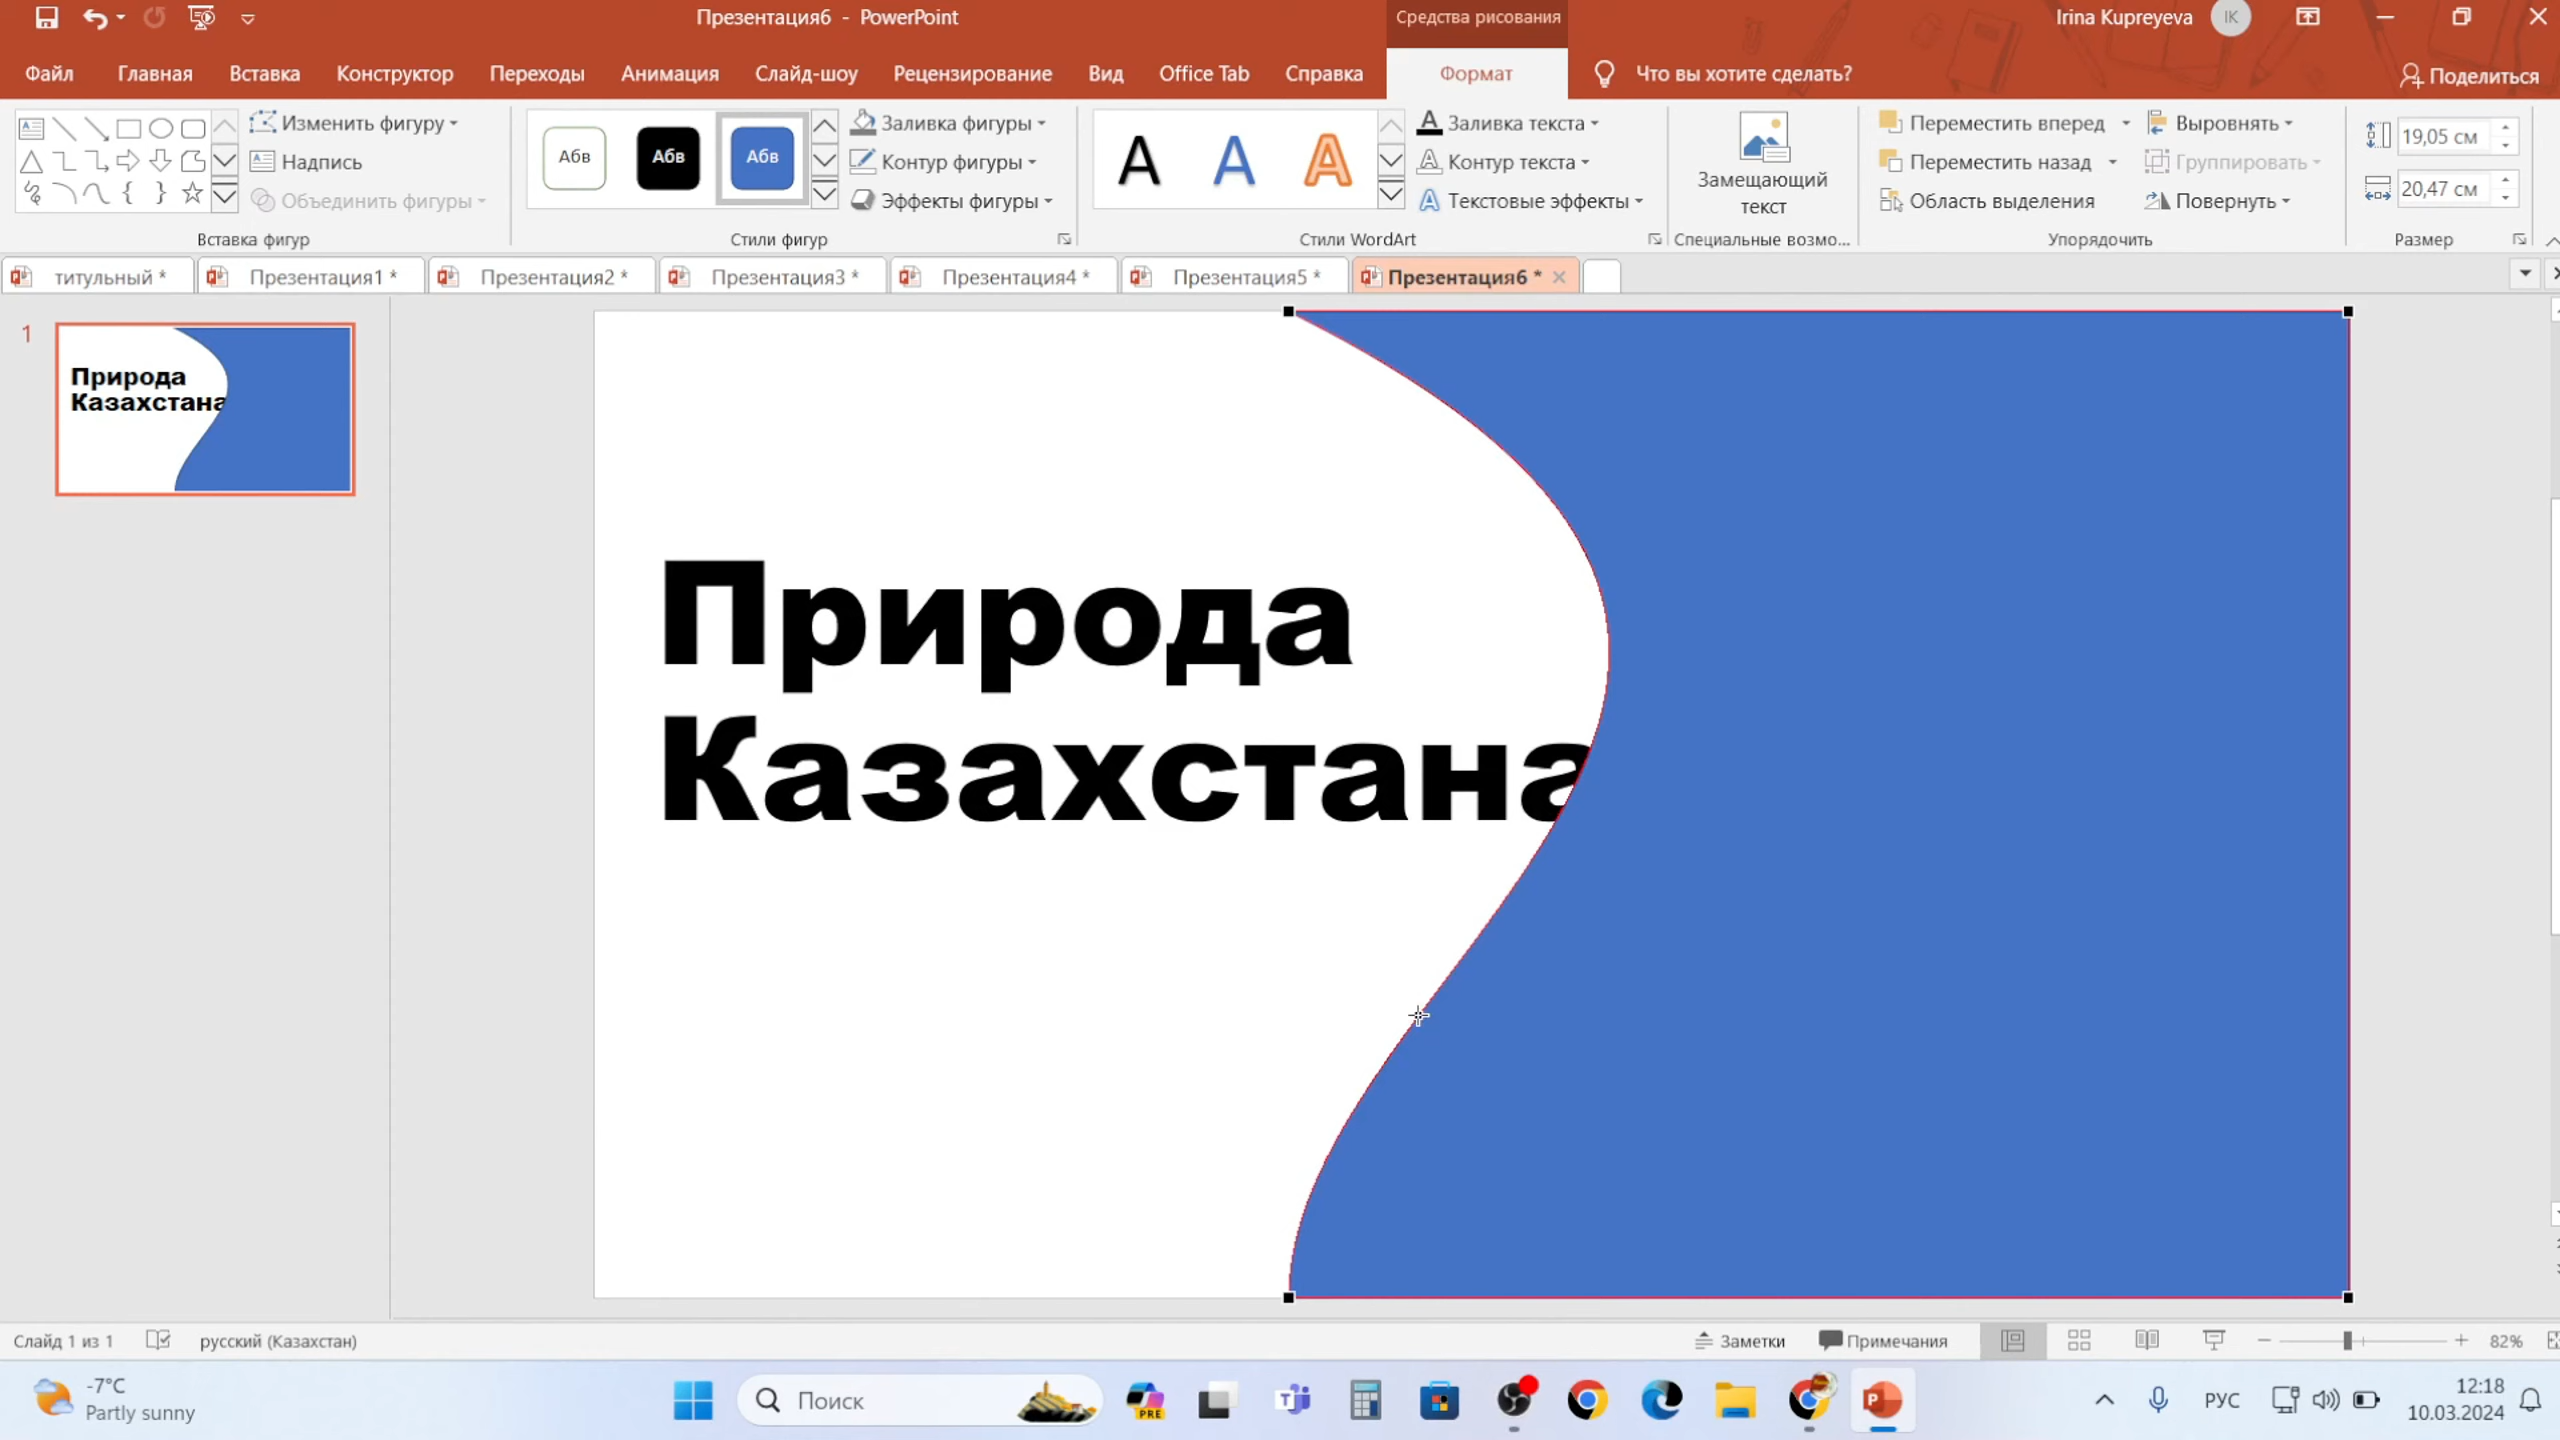 Презентация6 - PowerPoint
Средства рисования
Irina Kupreyeva
IK
Файл Главная Вставка Конструктор Переходы Анимация Слайд-шоу Рецензирование Вид Office Tab Справка Формат Что вы хотите сделать? Поделиться
Изменить фигуру
Надпись
Объединить фигуры
Вставка фигур
Абв Абв Абв
Заливка фигуры
Контур фигуры
Эффекты фигуры
Стили фигур
А А А
Заливка текста
Контур текста
Текстовые эффекты
Стили WordArt
Замещающий
текст
Специальные возмо...
Переместить вперед
Переместить назад
Область выделения
Выровнять
Группировать
Повернуть
Упорядочить
19,05 см
20,47 см
Размер
титульный * Презентация1 * Презентация2 * Презентация3 * Презентация4 * Презентация5 * Презентация6 *
1
Природа
Казахстана
Природа
Казахстана
Слайд 1 из 1 русский (Казахстан) Заметки Примечания 82%
-7°C
Partly sunny
Поиск
PRE
РУС
12:18
10.03.2024